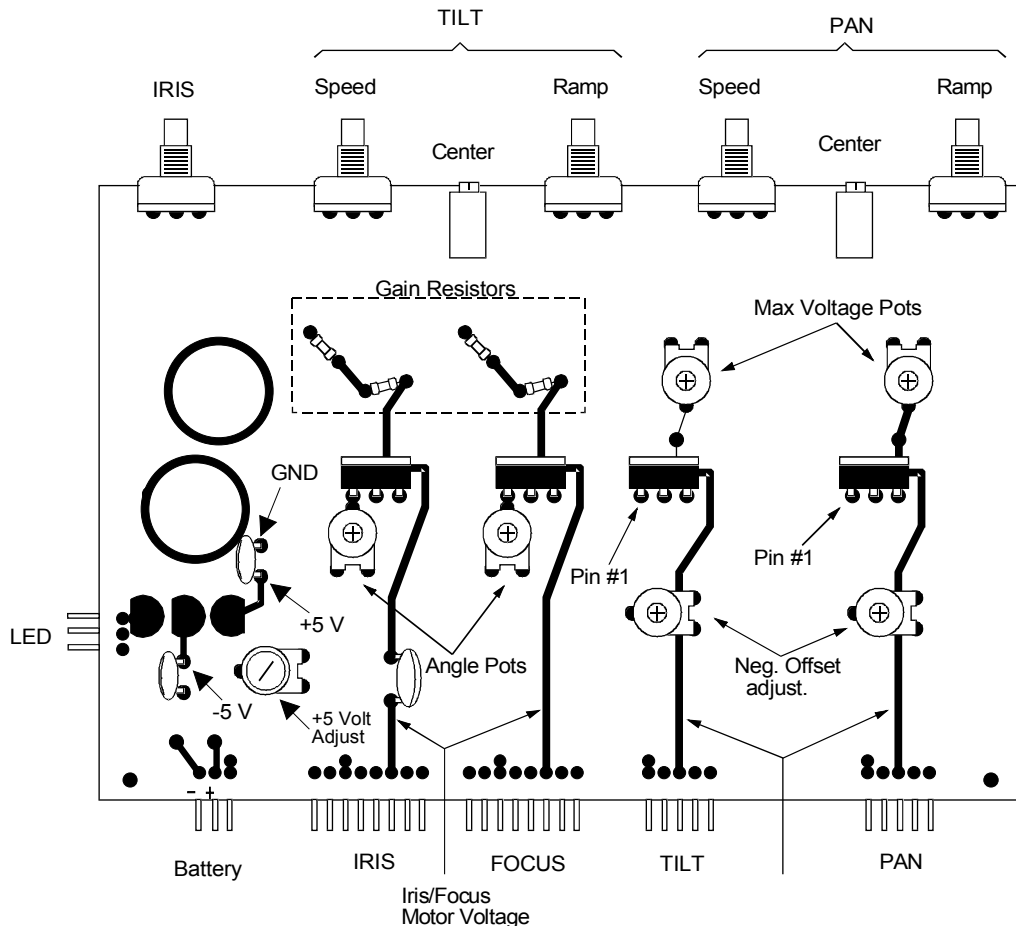 TILT
PAN
IRIS
Speed
Ramp
Speed
Ramp
Center
Center
Gain Resistors
Max Voltage Pots
GND
Pin #1
Pin #1
+5 V
LED
Angle Pots
Neg. Offset
adjust.
-5 V
+5 Volt
Adjust
- +
Battery
IRIS
FOCUS
TILT
PAN
Iris/Focus
Motor Voltage